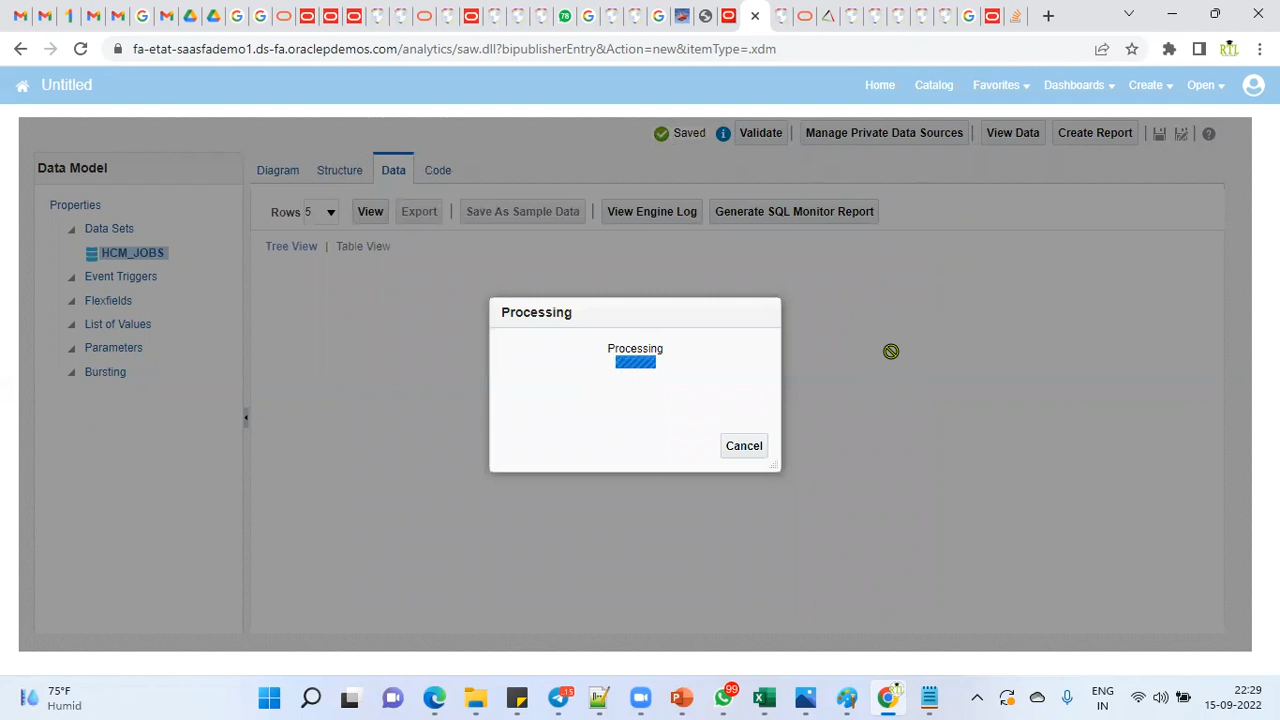 fa-etat-saasfademo1.ds-fa.oraclepdemos.com/analytics/saw.dll?bipublisherEntry&Action=new&itemType=.xdm
Untitled
Home Catalog Favorites Dashboards Create Open
Saved Validate | Manage Private Data Sources | View Data Create Report
Data Model
Diagram Structure Data Code
Properties
Data Sets
HCM_JOBS
Event Triggers
Flexfields
List of Values
Parameters
Bursting
Rows 5 View Export | Save As Sample Data | View Engine Log Generate SQL Monitor Report
Tree View | Table View
Processing
Processing
Cancel
75°F
Humid
15
99
ENG
IN
22:29
15-09-2022